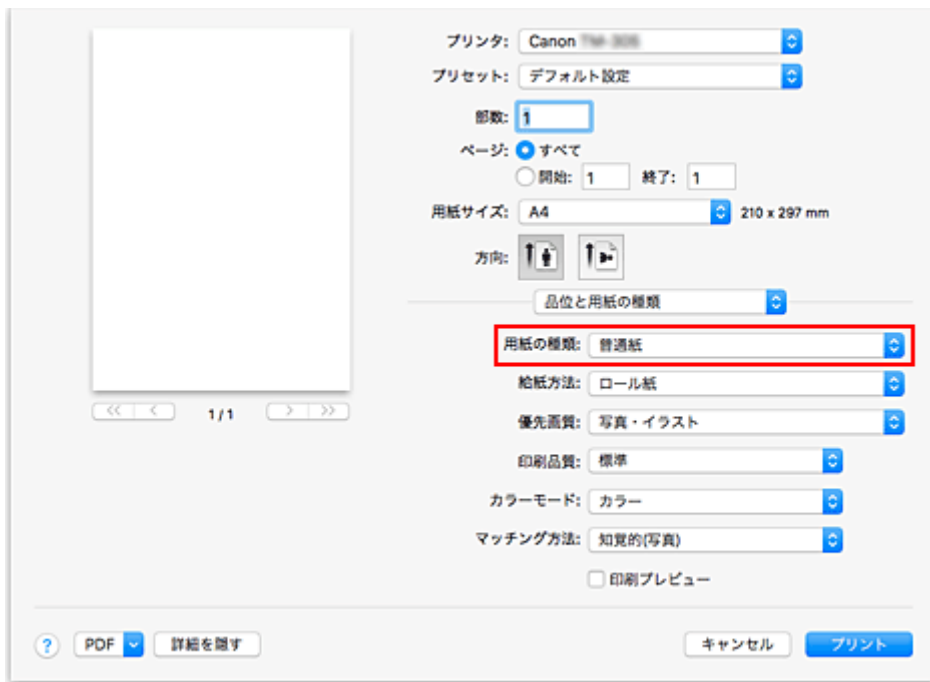 プリンタ: Canon
プリセット: デフォルト設定
部数: 1
ページ: すべて
開始: 1 終了: 1
用紙サイズ: A4 210 x 297 mm
方向:
品位と用紙の種類
用紙の種類: 普通紙
給紙方法: ロール紙
優先画質: 写真・イラスト
印刷品質: 標準
カラーモード: カラー
マッチング方法: 知覚的(写真)
印刷プレビュー
<< < 1 / 1 > >>
? PDF 詳細を隠す キャンセル プリント